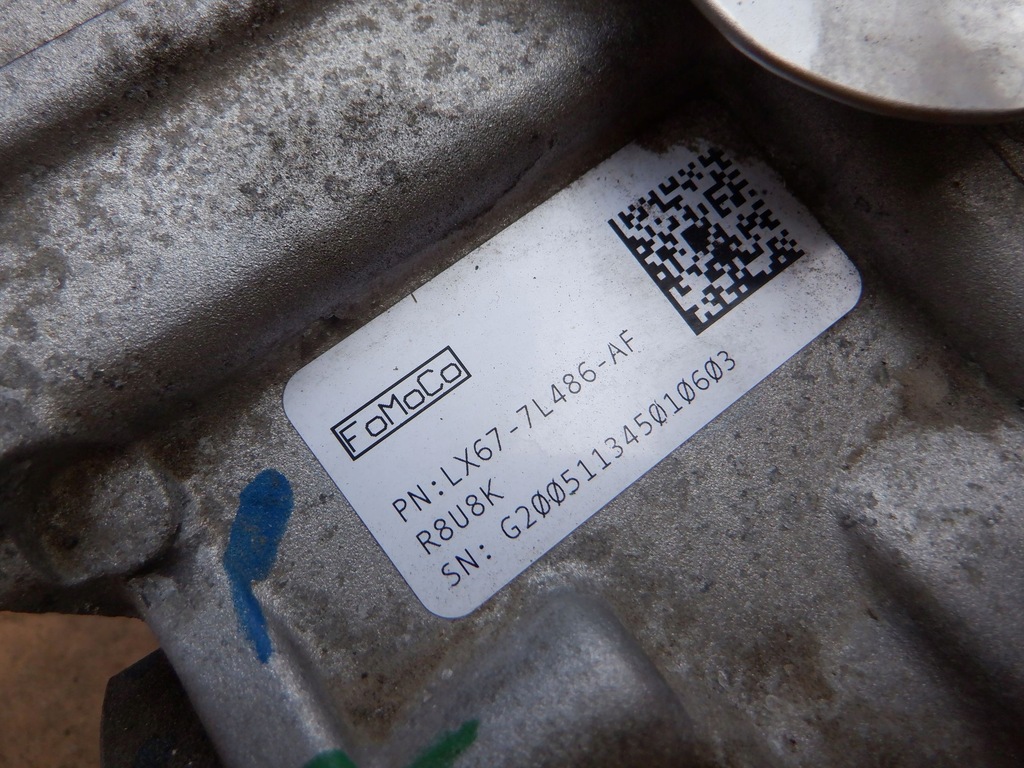 FoMoCo
PN:LX67-7L486-AF
R8U8K
SN: G200511345010603